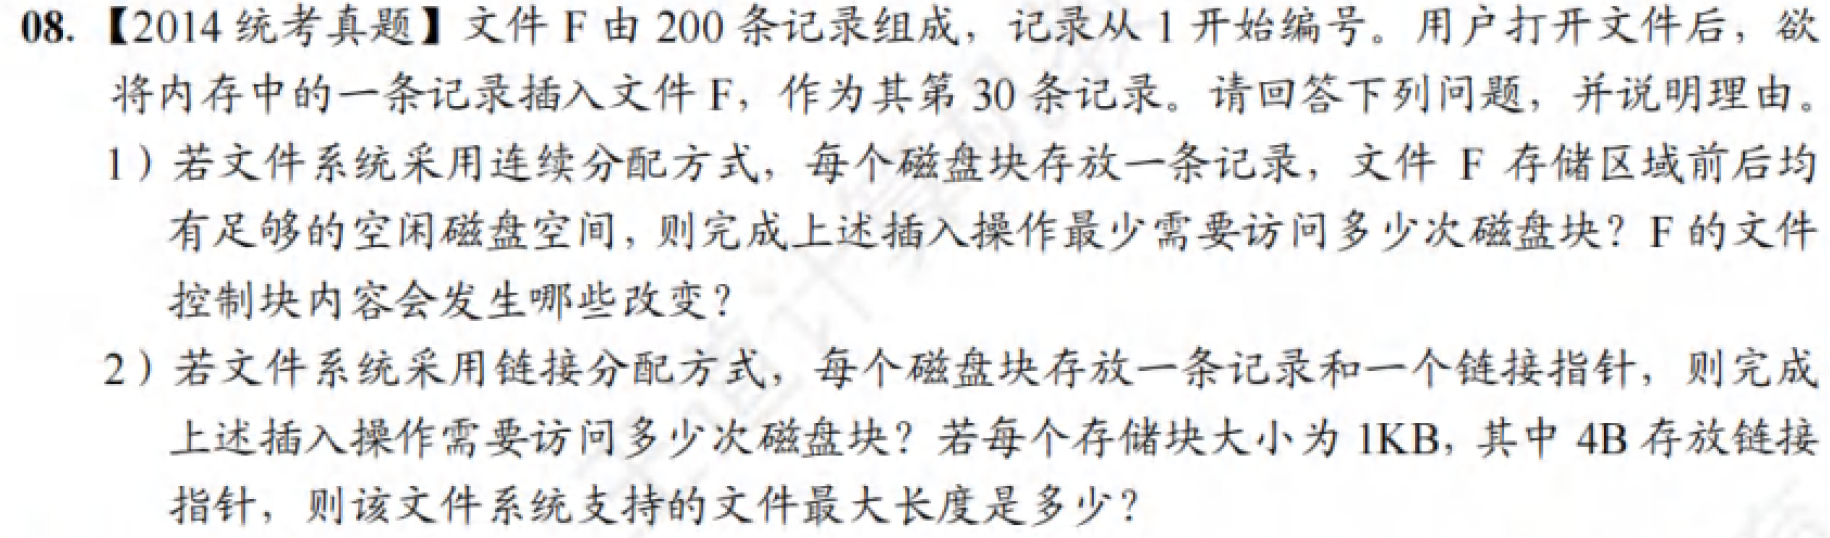 08. 【2014 统考真题】文件 F 由 200 条记录组成，记录从 1 开始编号。用户打开文件后，欲
将内存中的一条记录插入文件 F，作为其第 30 条记录。请回答下列问题，并说明理由。
1）若文件系统采用连续分配方式，每个磁盘块存放一条记录，文件 F 存储区域前后均
有足够的空闲磁盘空间，则完成上述插入操作最少需要访问多少次磁盘块？F 的文件
控制块内容会发生哪些改变？
2）若文件系统采用链接分配方式，每个磁盘块存放一条记录和一个链接指针，则完成
上述插入操作需要访问多少次磁盘块？若每个存储块大小为 1KB，其中 4B 存放链接
指针，则该文件系统支持的文件最大长度是多少？